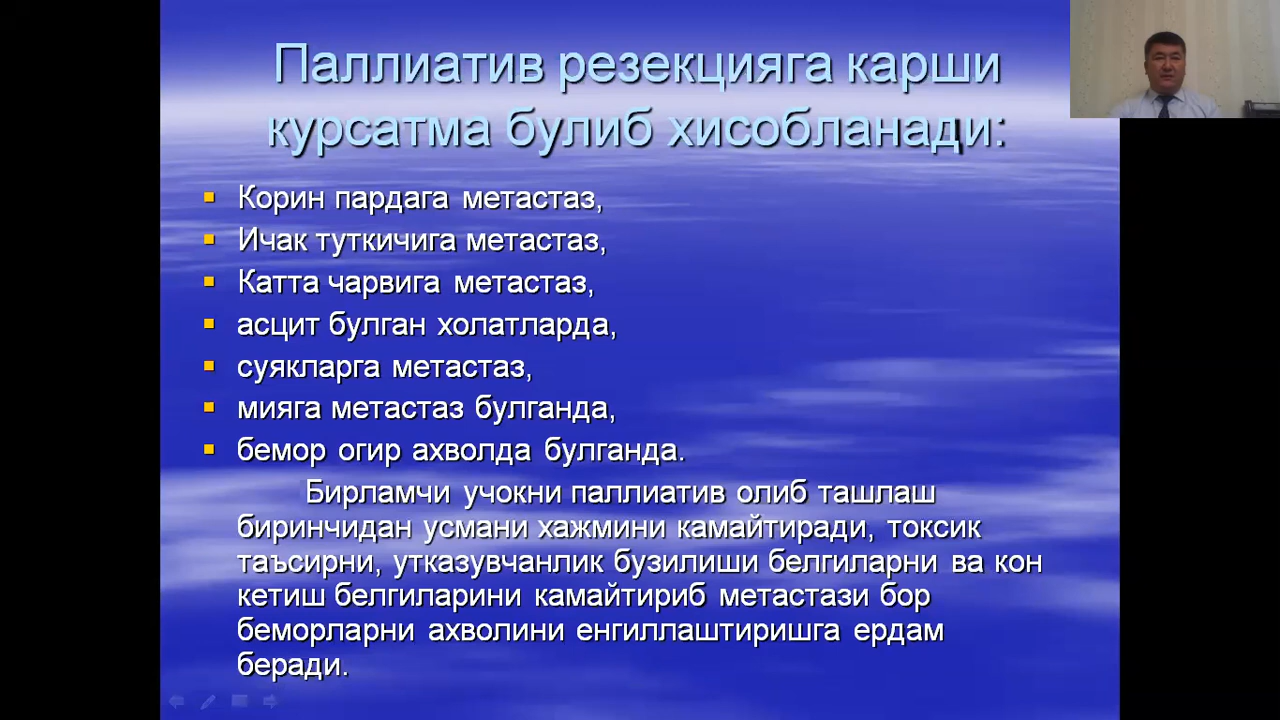 Паллиатив резекцияга карши
курсатма булиб хисобланади:
Корин пардага метастаз,
Ичак туткичига метастаз,
Катта чарвига метастаз,
асцит булган холатларда,
суякларга метастаз,
мияга метастаз булганда,
бемор огир ахволда булганда.
Бирламчи учокни паллиатив олиб ташлаш
биринчидан усмани хажмини камайтиради, токсик
таъсирни, утказувчанлик бузилиши белгиларни ва кон
кетиш белгиларини камайтириб метастази бор
беморларни ахволини енгиллаштиришга ердам
беради.